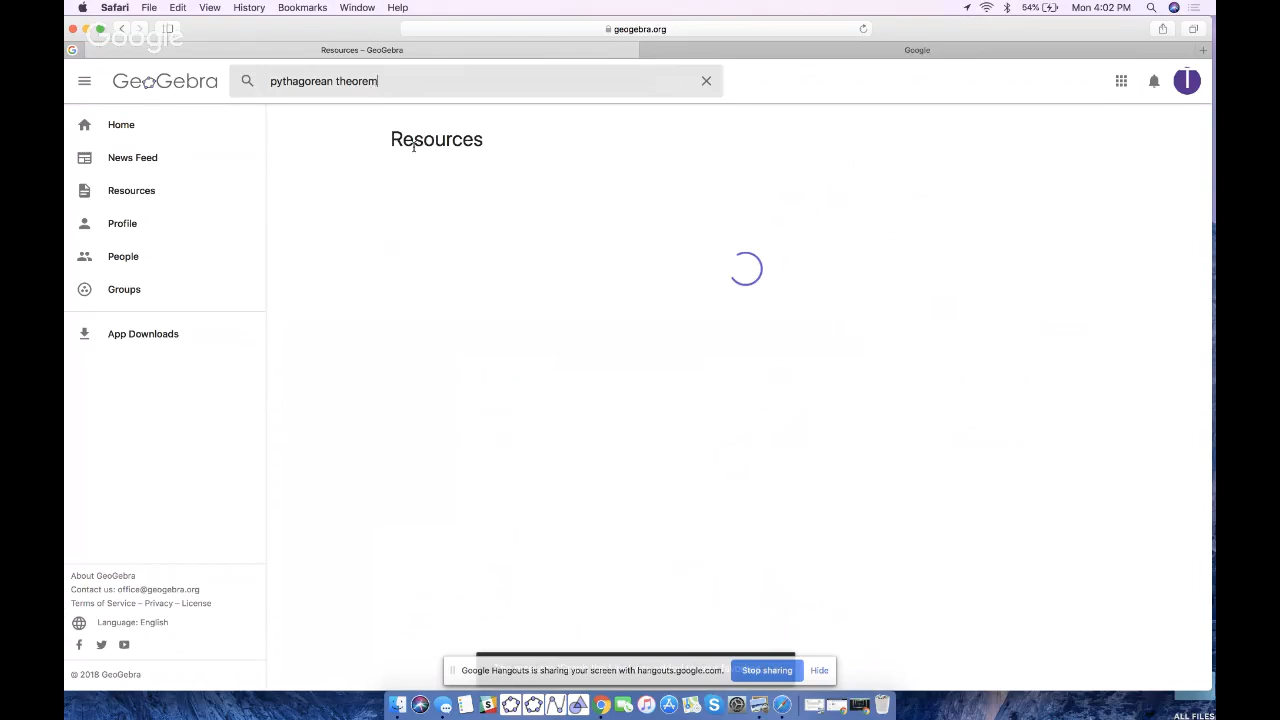 Safari File Edit View History Bookmarks Window Help 54% Mon 4:02 PM
Google
geogebra.org
Resources – GeoGebra
Google
GeoGebra
pythagorean theorem
T
Home
News Feed
Resources
Profile
People
Groups
App Downloads
Resources
About GeoGebra
Contact us: office@geogebra.org
Terms of Service – Privacy – License
Language: English
© 2018 GeoGebra
Google Hangouts is sharing your screen with hangouts.google.com. Stop sharing Hide
ALL FILES